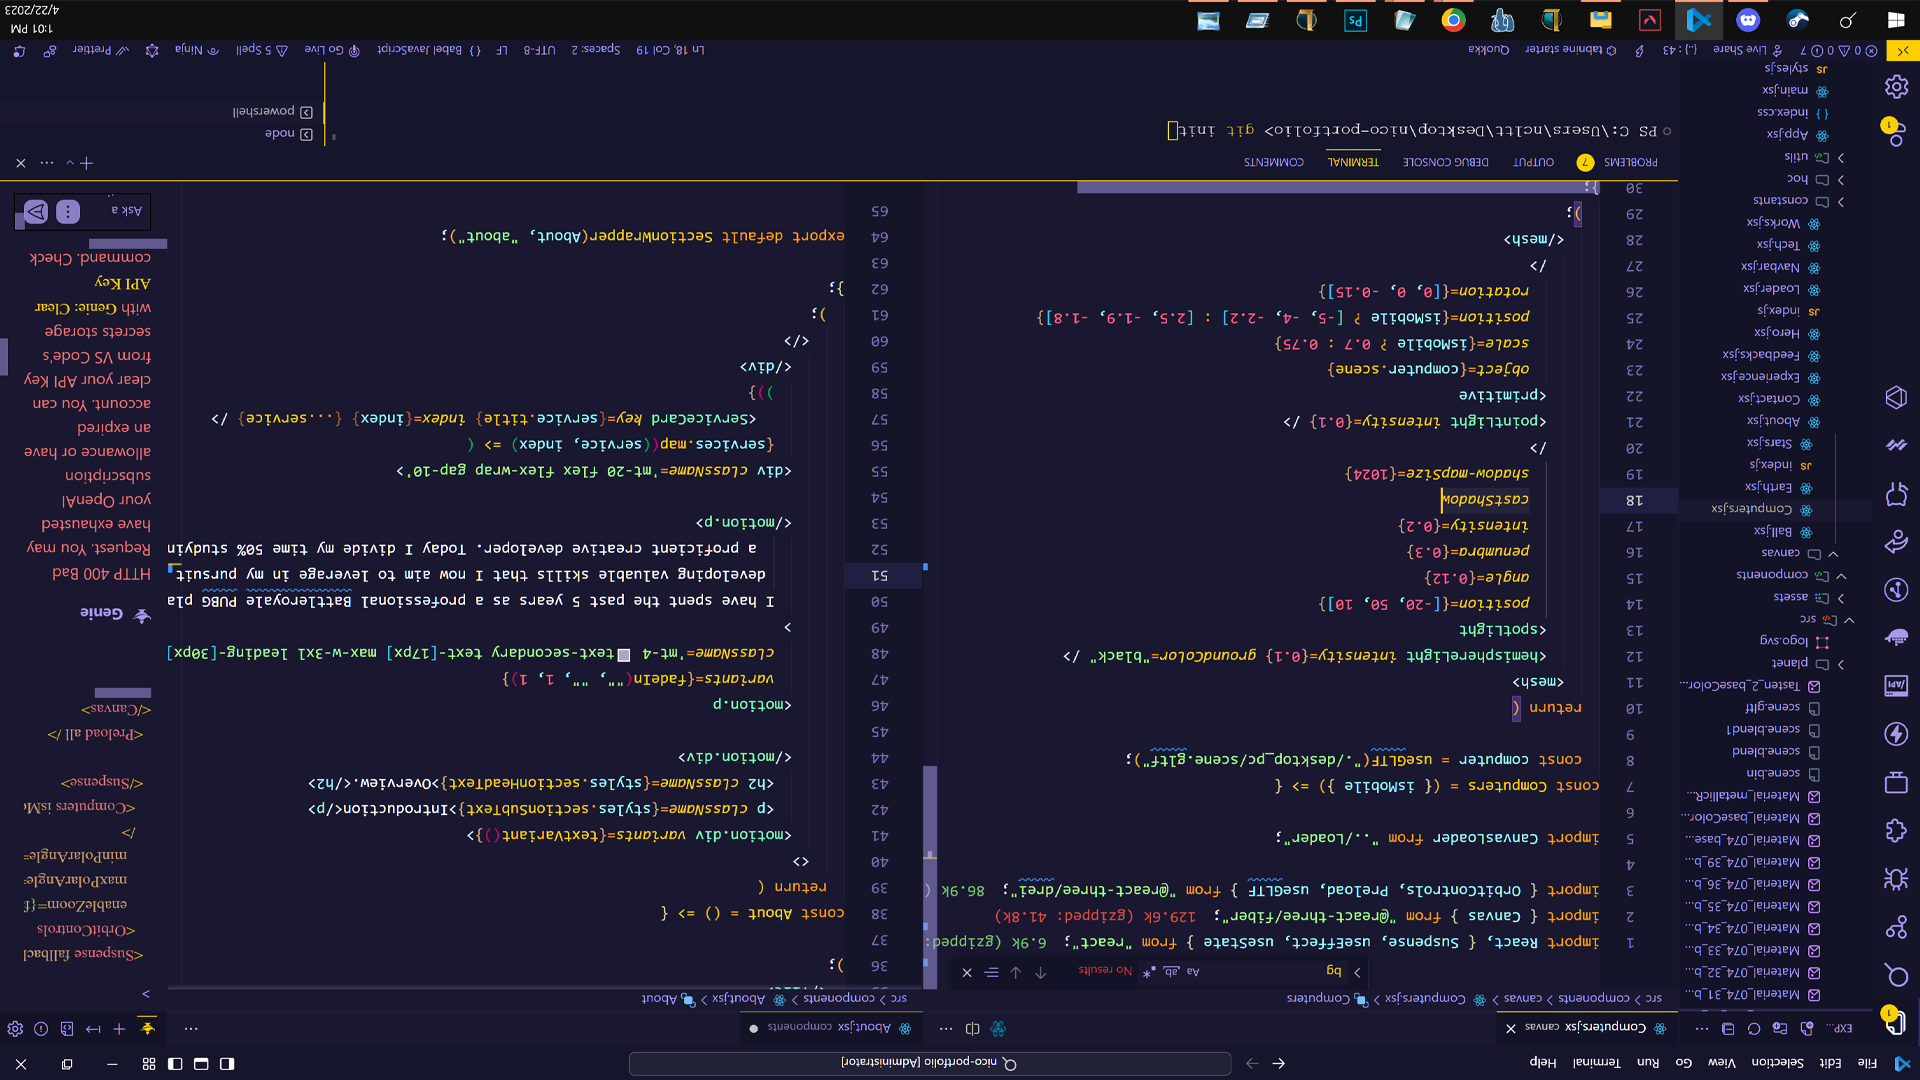 File Edit Selection View Go Run Terminal Help
nico-portfolio [Administrator]
EXP...
Material_074_31_b...
Material_074_32_b...
Material_074_33_b...
Material_074_34_b...
Material_074_35_b...
Material_074_36_b...
Material_074_39_b...
Material_074_base...
Material_baseColor...
Material_metallicR...
scene.bin
scene.blend
scene.blend1
scene.gltf
Tasten_2_baseColor...
planet
logo.svg
src
assets
components
canvas
Ball.jsx
Computers.jsx
Earth.jsx
index.js
Stars.jsx
About.jsx
Contact.jsx
Experience.jsx
Feedbacks.jsx
Hero.jsx
index.js
Loader.jsx
Navbar.jsx
Tech.jsx
Works.jsx
constants
hoc
utils
App.jsx
index.css
main.jsx
styles.js
Computers.jsx canvas
src > components > canvas > Computers.jsx > Computers
bg
Aa ab .* No results
1 import React, { Suspense, useEffect, useState } from "react"; 6.9k (gzipped:
2 import { Canvas } from "@react-three/fiber"; 129.6k (gzipped: 41.8k)
3 import { OrbitControls, Preload, useGLTF } from "@react-three/drei"; 86.9k (
4
5 import CanvasLoader from "../Loader";
6
7 const Computers = ({ isMobile }) => {
8 const computer = useGLTF("./desktop_pc/scene.gltf");
9
10 return (
11 <mesh>
12 <hemisphereLight intensity={0.1} groundColor="black" />
13 <spotLight
14 position={[-20, 50, 10]}
15 angle={0.12}
16 penumbra={0.3}
17 intensity={0.2}
18 castShadow
19 shadow-mapSize={1024}
20 />
21 <pointLight intensity={0.1} />
22 <primitive
23 object={computer.scene}
24 scale={isMobile ? 0.7 : 0.75}
25 position={isMobile ? [-5, -4, -2.2] : [2.5, -1.9, -1.8]}
26 rotation={[0, 0, -0.15]}
27 />
28 </mesh>
29 );
30 };
About.jsx components
src > components > About.jsx > About
36 );
37
38 const About = () => {
39 return (
40 <>
41 <motion.div variants={textVariant()}>
42 <p className={styles.sectionSubText}>Introduction</p>
43 <h2 className={styles.sectionHeadText}>Overview.</h2>
44 </motion.div>
45
46 <motion.p
47 variants={fadeIn("", "", 1, 1)}
48 className='mt-4 text-secondary text-[17px] max-w-3xl leading-[30px]
49 >
50 I have spent the past 5 years as a professional Battleroyale PUBG pla
51 developing valuable skills that I now aim to leverage in my pursuit
52 a proficient creative developer. Today I divide my time 50% studyin
53 </motion.p>
54
55 <div className='mt-20 flex flex-wrap gap-10'>
56 {services.map((service, index) => (
57 <ServiceCard key={service.title} index={index} {...service} />
58 ))}
59 </div>
60 </>
61 );
62 };
63
64 export default SectionWrapper(About, "about");
65
<Suspense fallback
<OrbitControls
enableZoom={f
maxPolarAngle=
minPolarAngle=
/>
<Computers isMo
</Suspense>
<Preload all />
</Canvas>
Genie
HTTP 400 Bad
Request. You may
have exhausted
your OpenAI
subscription
allowance or have
an expired
account. You can
clear your API Key
from VS Code's
secrets storage
with Genie: Clear
API Key
command. Check
Ask a
PROBLEMS 7 OUTPUT DEBUG CONSOLE TERMINAL COMMENTS
PS C:\Users\ncltt\Desktop\nico-portfolio> git init
node
powershell
0 0 7 Live Share {..} : 43 tabnine starter Quokka
Ln 18, Col 19 Spaces: 2 UTF-8 LF {} Babel JavaScript Go Live 5 Spell Ninja Prettier
1:01 PM
4/22/2023